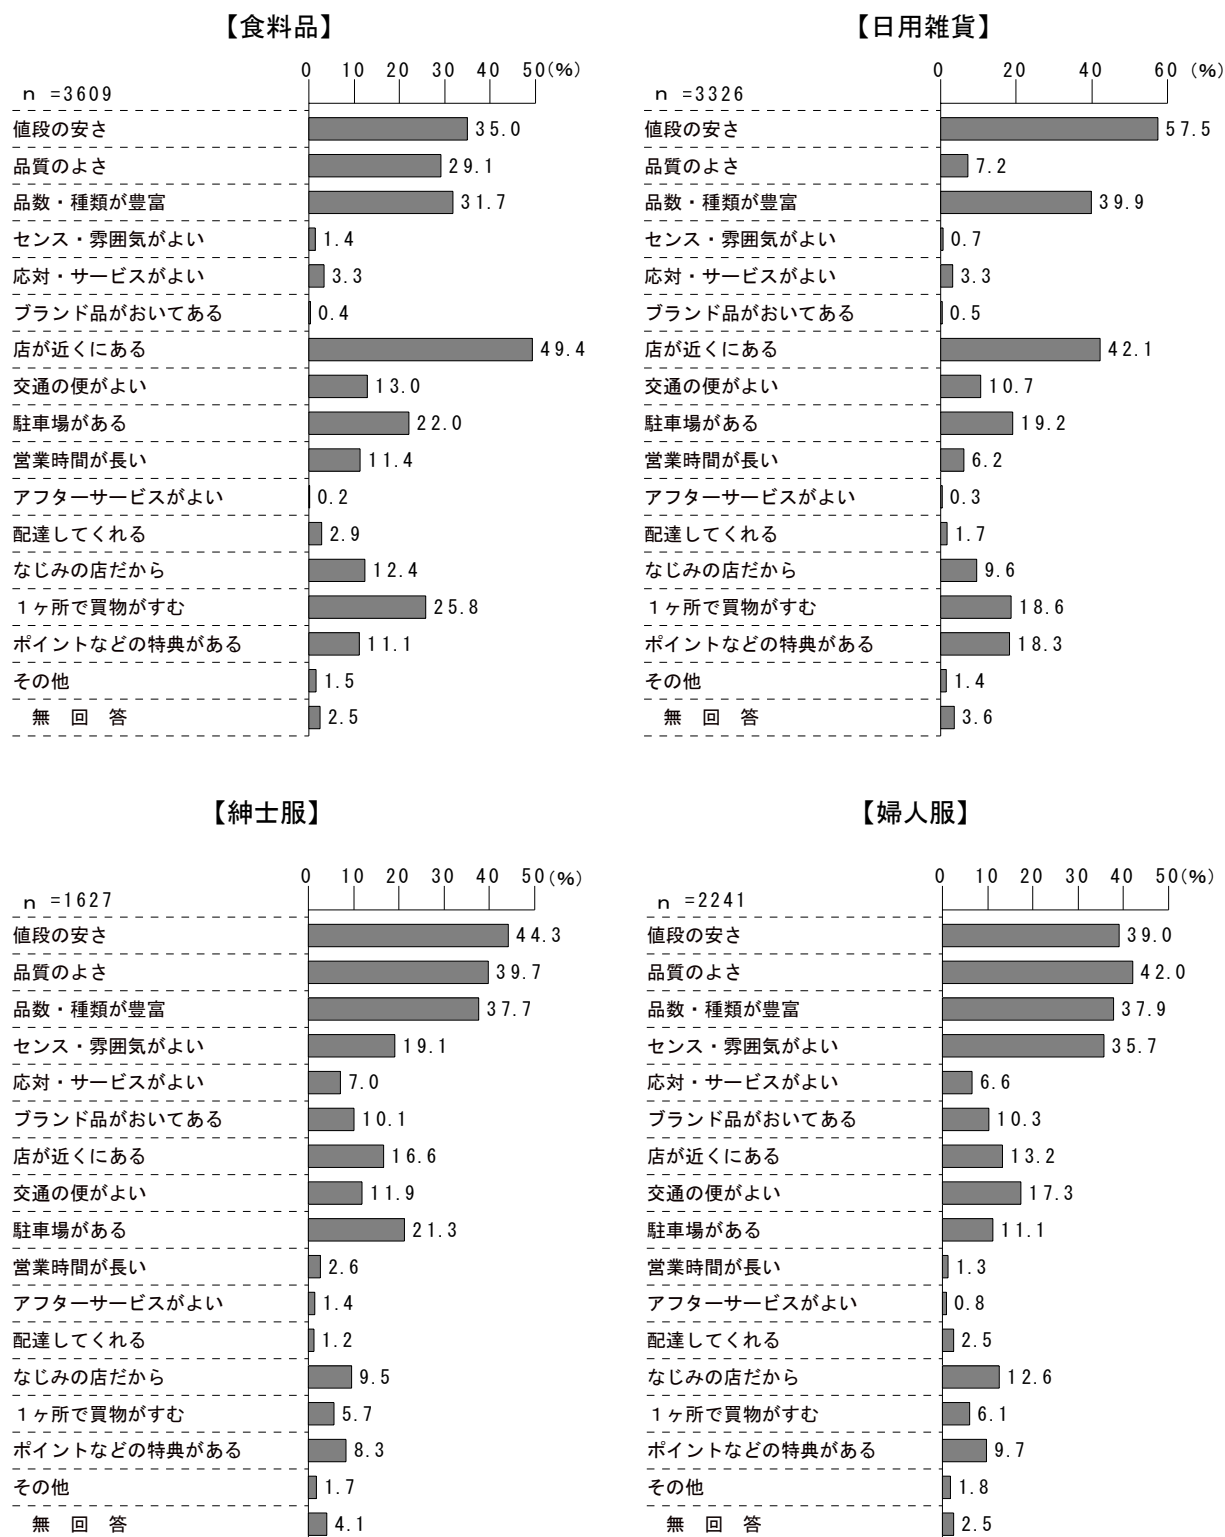 【食料品】
0 10 20 30 40 50(%)
n =3609
値段の安さ 35.0
品質のよさ 29.1
品数・種類が豊富 31.7
センス・雰囲気がよい 1.4
応対・サービスがよい 3.3
ブランド品がおいてある 0.4
店が近くにある 49.4
交通の便がよい 13.0
駐車場がある 22.0
営業時間が長い 11.4
アフターサービスがよい 0.2
配達してくれる 2.9
なじみの店だから 12.4
１ヶ所で買物がすむ 25.8
ポイントなどの特典がある 11.1
その他 1.5
無 回 答 2.5
【日用雑貨】
0 20 40 60 (%)
n =3326
値段の安さ 57.5
品質のよさ 7.2
品数・種類が豊富 39.9
センス・雰囲気がよい 0.7
応対・サービスがよい 3.3
ブランド品がおいてある 0.5
店が近くにある 42.1
交通の便がよい 10.7
駐車場がある 19.2
営業時間が長い 6.2
アフターサービスがよい 0.3
配達してくれる 1.7
なじみの店だから 9.6
１ヶ所で買物がすむ 18.6
ポイントなどの特典がある 18.3
その他 1.4
無 回 答 3.6
【紳士服】
0 10 20 30 40 50(%)
n =1627
値段の安さ 44.3
品質のよさ 39.7
品数・種類が豊富 37.7
センス・雰囲気がよい 19.1
応対・サービスがよい 7.0
ブランド品がおいてある 10.1
店が近くにある 16.6
交通の便がよい 11.9
駐車場がある 21.3
営業時間が長い 2.6
アフターサービスがよい 1.4
配達してくれる 1.2
なじみの店だから 9.5
１ヶ所で買物がすむ 5.7
ポイントなどの特典がある 8.3
その他 1.7
無 回 答 4.1
【婦人服】
0 10 20 30 40 50(%)
n =2241
値段の安さ 39.0
品質のよさ 42.0
品数・種類が豊富 37.9
センス・雰囲気がよい 35.7
応対・サービスがよい 6.6
ブランド品がおいてある 10.3
店が近くにある 13.2
交通の便がよい 17.3
駐車場がある 11.1
営業時間が長い 1.3
アフターサービスがよい 0.8
配達してくれる 2.5
なじみの店だから 12.6
１ヶ所で買物がすむ 6.1
ポイントなどの特典がある 9.7
その他 1.8
無 回 答 2.5